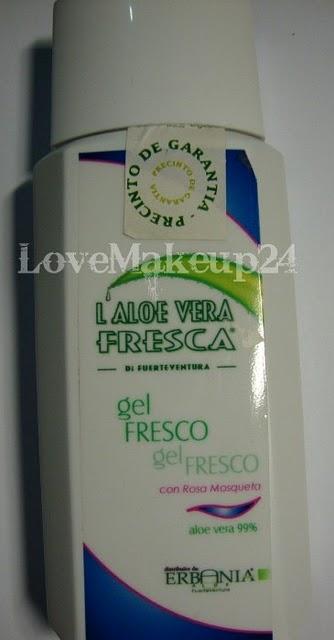 PRECINTO DE GARANTIA -
PRECINTO DE GARANTIA
LoveMakeup24
L ALOE VERA
FRESCA
DI FUERTEVENTURA
gel
FRESCO
gel FRESCO
con Rosa Mosqueta
aloe vera 99%
ERBONIA
Fuerteventura